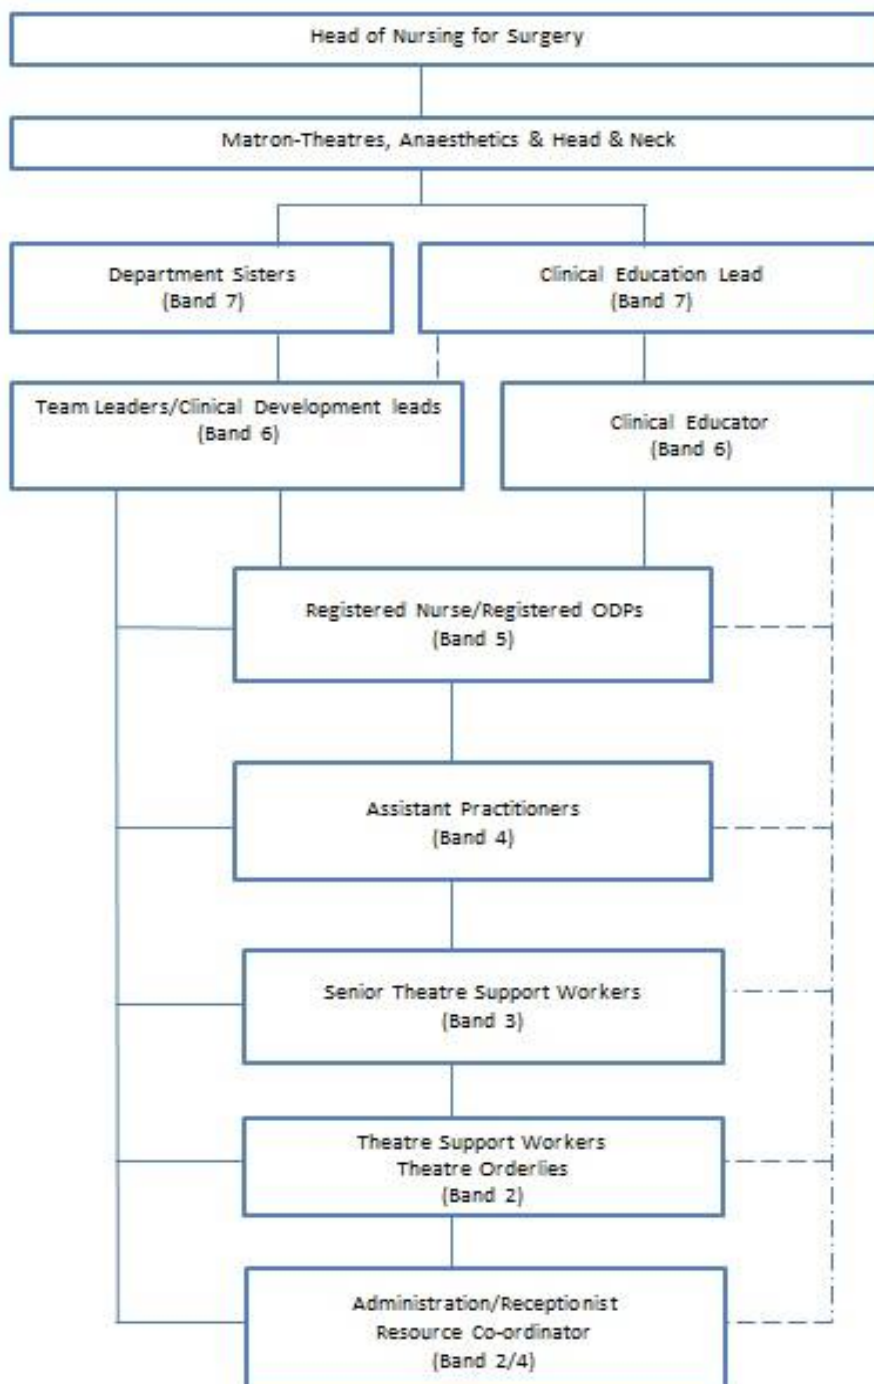 Head of Nursing for Surgery
Matron-Theatres, Anaesthetics & Head & Neck
Department Sisters
(Band 7)
Clinical Education Lead
(Band 7)
Team Leaders/Clinical Development leads
(Band 6)
Clinical Educator
(Band 6)
Registered Nurse/Registered ODPs
(Band 5)
Assistant Practitioners
(Band 4)
Senior Theatre Support Workers
(Band 3)
Theatre Support Workers
Theatre Orderlies
(Band 2)
Administration/Receptionist
Resource Co-ordinator
(Band 2/4)